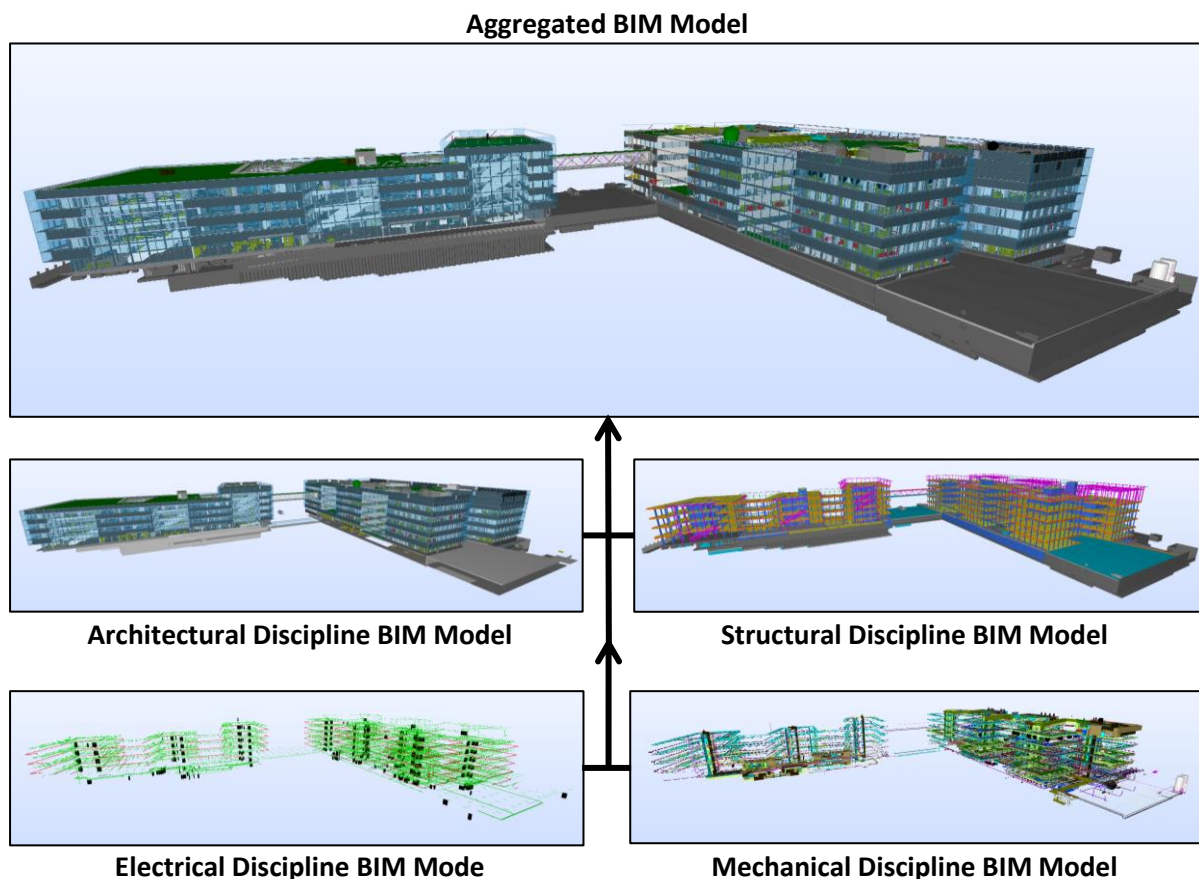 Aggregated BIM Model
Architectural Discipline BIM Model
Structural Discipline BIM Model
Electrical Discipline BIM Mode
Mechanical Discipline BIM Model